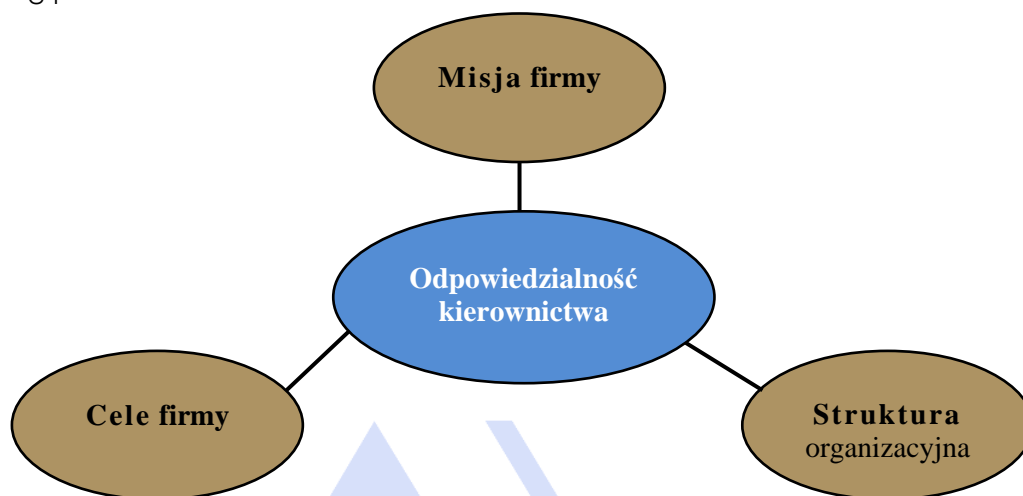 Misja firmy
Odpowiedzialność
kierownictwa
Cele firmy
Struktura
organizacyjna